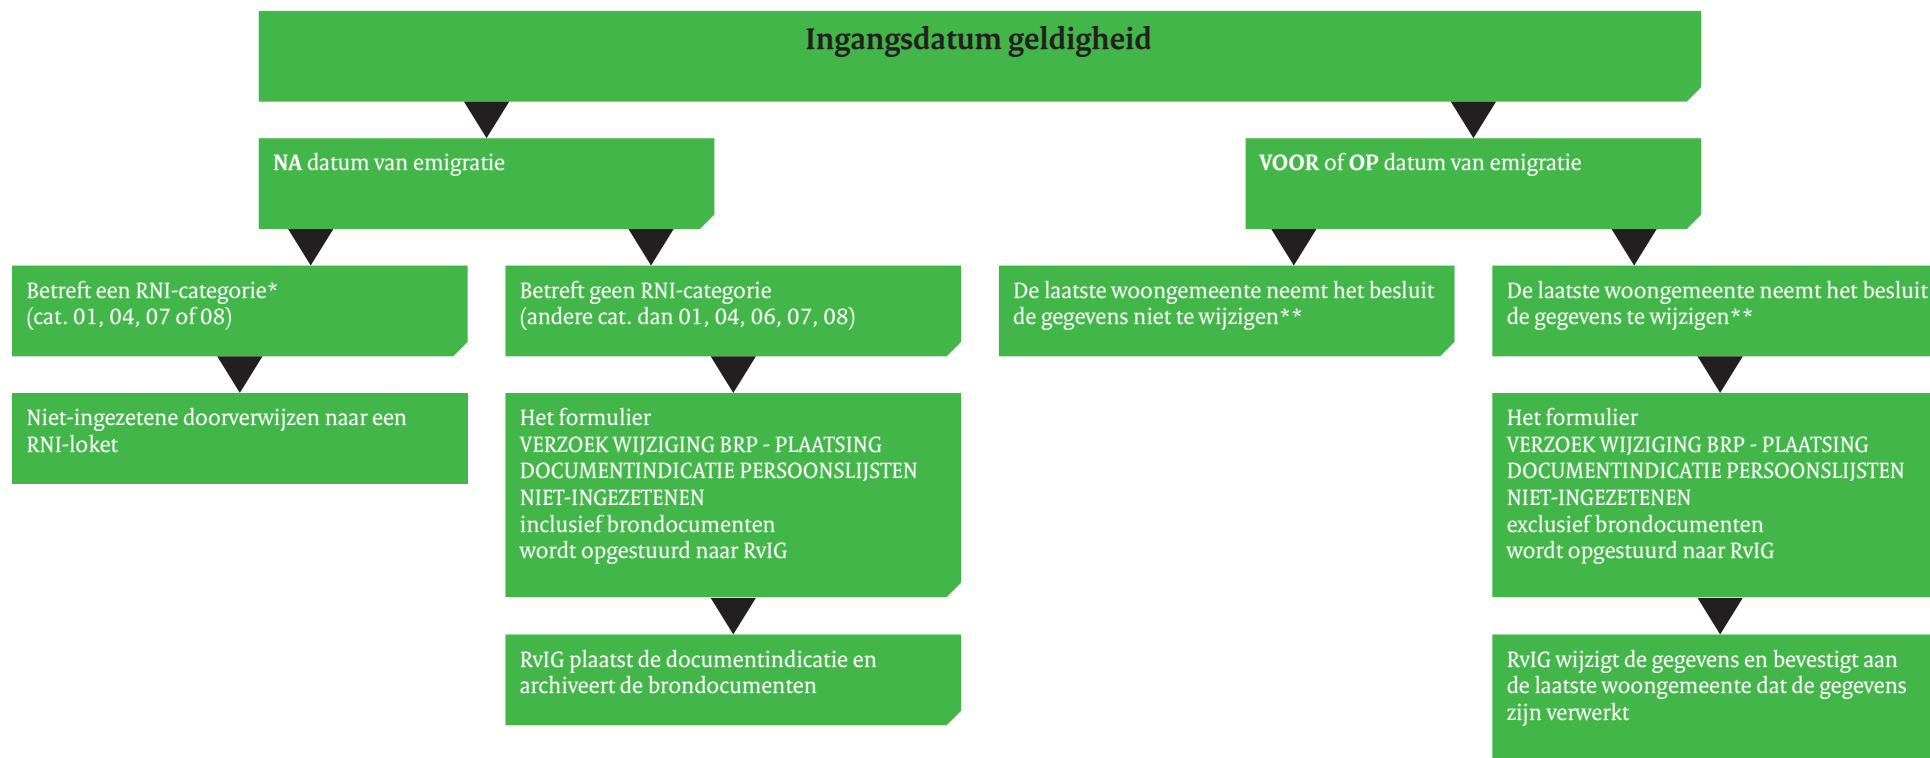 Ingangsdatum geldigheid
NA datum van emigratie
VOOR of OP datum van emigratie
Betreft een RNI-categorie*
(cat. 01, 04, 07 of 08)
Betreft geen RNI-categorie
(andere cat. dan 01, 04, 06, 07, 08)
De laatste woongemeente neemt het besluit
de gegevens niet te wijzigen**
De laatste woongemeente neemt het besluit
de gegevens te wijzigen**
Niet-ingezetene doorverwijzen naar een
RNI-loket
Het formulier
VERZOEK WIJZIGING BRP - PLAATSING
DOCUMENTINDICATIE PERSOONSLIJSTEN
NIET-INGEZETENEN
inclusief brondocumenten
wordt opgestuurd naar RvIG
Het formulier
VERZOEK WIJZIGING BRP - PLAATSING
DOCUMENTINDICATIE PERSOONSLIJSTEN
NIET-INGEZETENEN
exclusief brondocumenten
wordt opgestuurd naar RvIG
RvIG plaatst de documentindicatie en
archiveert de brondocumenten
RvIG wijzigt de gegevens en bevestigt aan
de laatste woongemeente dat de gegevens
zijn verwerkt